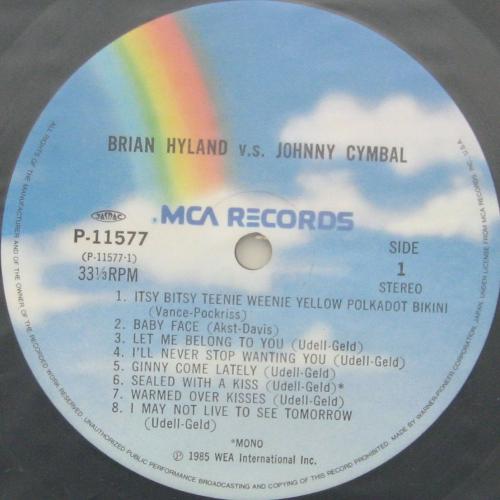 BRIAN HYLAND v.s. JOHNNY CYMBAL
JASRAC
MCA RECORDS
P-11577
(P-11577-1)
33⅓RPM
SIDE
1
STEREO
1. ITSY BITSY TEENIE WEENIE YELLOW POLKADOT BIKINI
(Vance-Pockriss)
2. BABY FACE (Akst-Davis)
3. LET ME BELONG TO YOU (Udell-Geld)
4. I'LL NEVER STOP WANTING YOU (Udell-Geld)
5. GINNY COME LATELY (Udell-Geld)
6. SEALED WITH A KISS (Udell-Geld)*
7. WARMED OVER KISSES (Udell-Geld)
8. I MAY NOT LIVE TO SEE TOMORROW
(Udell-Geld)
*MONO
℗ 1985 WEA International Inc.
ALL RIGHTS OF THE MANUFACTURER AND OF THE OWNER OF THE RECORDED WORK RESERVED. UNAUTHORIZED PUBLIC PERFORMANCE BROADCASTING AND COPYING OF THIS RECORD PROHIBITED. MADE BY WARNER-PIONEER CORPORATION, JAPAN, UNDER LICENSE FROM MCA RECORDS, INC., U.S.A.